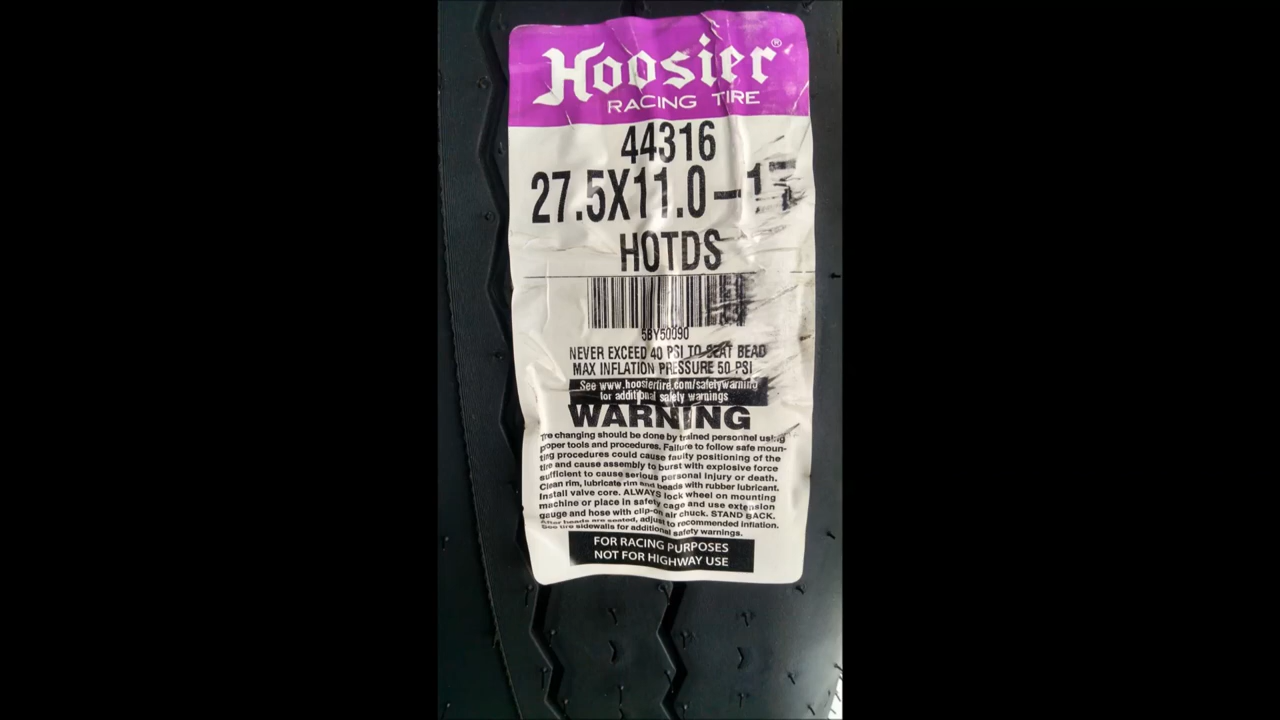 Hoosier®
RACING TIRE
44316
27.5X11.0-17
HOTDS
5BY50090
NEVER EXCEED 40 PSI TO SEAT BEAD
MAX INFLATION PRESSURE 50 PSI
See www.hoosiertire.com/safetywarning
for additional safety warnings
WARNING
Tire changing should be done by trained personnel using
proper tools and procedures. Failure to follow safe moun-
ting procedures could cause faulty positioning of the
tire and cause assembly to burst with explosive force
sufficient to cause serious personal injury or death.
Clean rim, lubricate rim and beads with rubber lubricant.
Install valve core. ALWAYS lock wheel on mounting
machine or place in safety cage and use extension
gauge and hose with clip-on air chuck. STAND BACK.
After beads are seated, adjust to recommended inflation.
See tire sidewalls for additional safety warnings.
FOR RACING PURPOSES
NOT FOR HIGHWAY USE